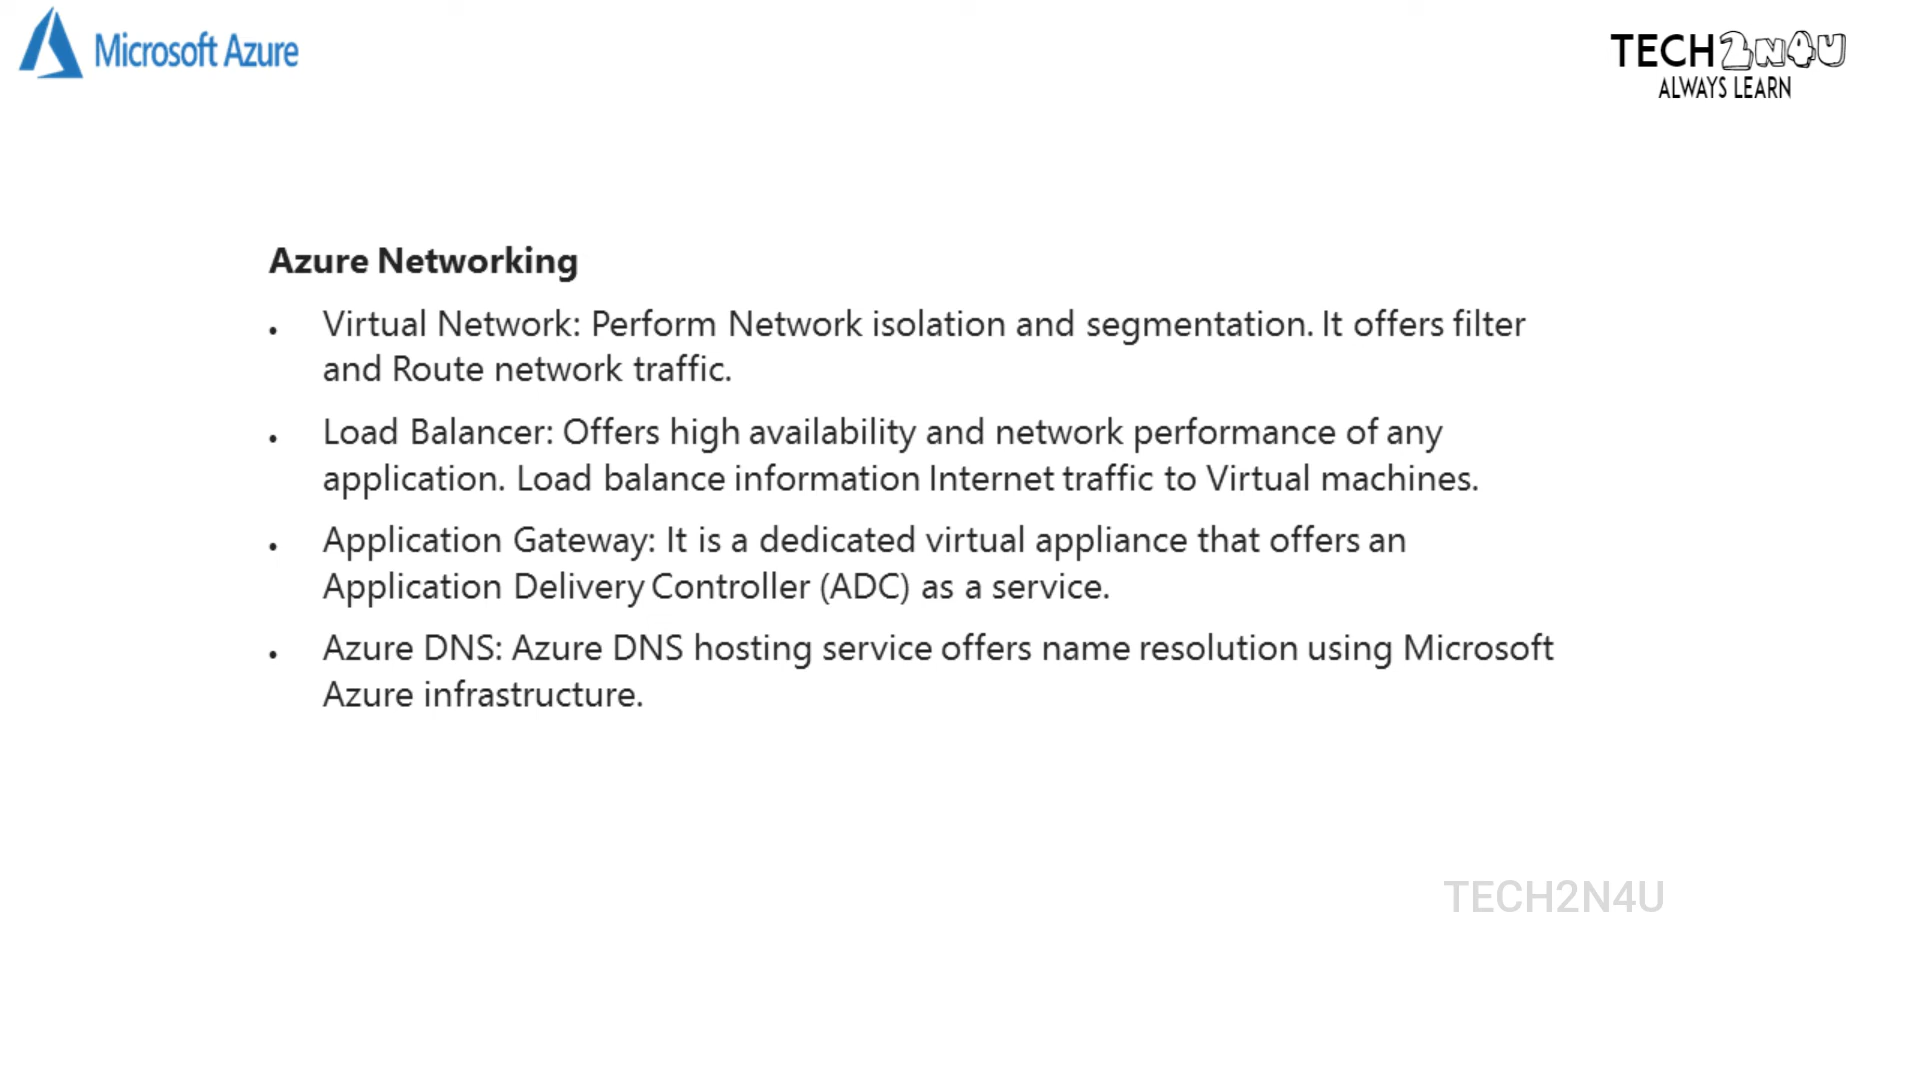 Microsoft Azure
TECH2N4U
ALWAYS LEARN
Azure Networking
• Virtual Network: Perform Network isolation and segmentation. It offers filter
and Route network traffic.
• Load Balancer: Offers high availability and network performance of any
application. Load balance information Internet traffic to Virtual machines.
• Application Gateway: It is a dedicated virtual appliance that offers an
Application Delivery Controller (ADC) as a service.
• Azure DNS: Azure DNS hosting service offers name resolution using Microsoft
Azure infrastructure.
TECH2N4U